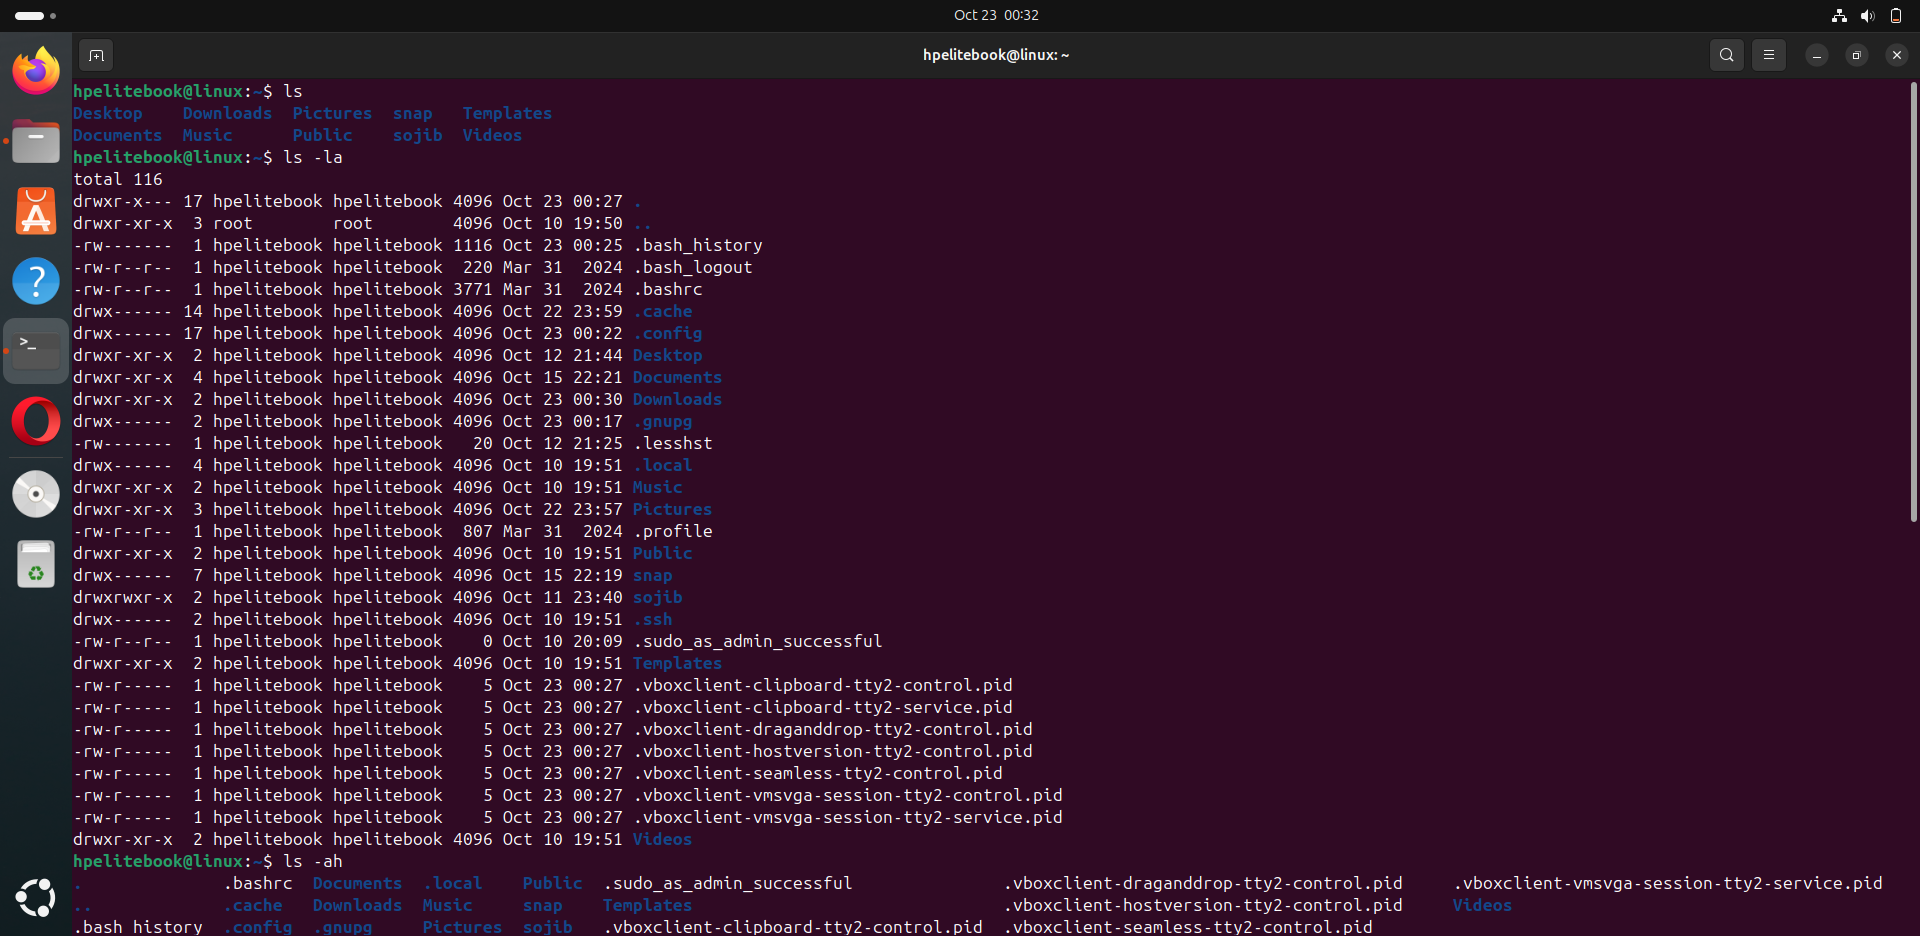 Oct 23 00:32
hpelitebook@linux: ~
hpelitebook@linux:~$ ls
Desktop    Downloads  Pictures  snap   Templates
Documents  Music      Public    sojib  Videos
hpelitebook@linux:~$ ls -la
total 116
drwxr-x--- 17 hpelitebook hpelitebook 4096 Oct 23 00:27 .
drwxr-xr-x  3 root        root        4096 Oct 10 19:50 ..
-rw-------  1 hpelitebook hpelitebook 1116 Oct 23 00:25 .bash_history
-rw-r--r--  1 hpelitebook hpelitebook  220 Mar 31  2024 .bash_logout
-rw-r--r--  1 hpelitebook hpelitebook 3771 Mar 31  2024 .bashrc
drwx------ 14 hpelitebook hpelitebook 4096 Oct 22 23:59 .cache
drwx------ 17 hpelitebook hpelitebook 4096 Oct 23 00:22 .config
drwxr-xr-x  2 hpelitebook hpelitebook 4096 Oct 12 21:44 Desktop
drwxr-xr-x  4 hpelitebook hpelitebook 4096 Oct 15 22:21 Documents
drwxr-xr-x  2 hpelitebook hpelitebook 4096 Oct 23 00:30 Downloads
drwx------  2 hpelitebook hpelitebook 4096 Oct 23 00:17 .gnupg
-rw-------  1 hpelitebook hpelitebook   20 Oct 12 21:25 .lesshst
drwx------  4 hpelitebook hpelitebook 4096 Oct 10 19:51 .local
drwxr-xr-x  2 hpelitebook hpelitebook 4096 Oct 10 19:51 Music
drwxr-xr-x  3 hpelitebook hpelitebook 4096 Oct 22 23:57 Pictures
-rw-r--r--  1 hpelitebook hpelitebook  807 Mar 31  2024 .profile
drwxr-xr-x  2 hpelitebook hpelitebook 4096 Oct 10 19:51 Public
drwx------  7 hpelitebook hpelitebook 4096 Oct 15 22:19 snap
drwxrwxr-x  2 hpelitebook hpelitebook 4096 Oct 11 23:40 sojib
drwx------  2 hpelitebook hpelitebook 4096 Oct 10 19:51 .ssh
-rw-r--r--  1 hpelitebook hpelitebook    0 Oct 10 20:09 .sudo_as_admin_successful
drwxr-xr-x  2 hpelitebook hpelitebook 4096 Oct 10 19:51 Templates
-rw-r-----  1 hpelitebook hpelitebook    5 Oct 23 00:27 .vboxclient-clipboard-tty2-control.pid
-rw-r-----  1 hpelitebook hpelitebook    5 Oct 23 00:27 .vboxclient-clipboard-tty2-service.pid
-rw-r-----  1 hpelitebook hpelitebook    5 Oct 23 00:27 .vboxclient-draganddrop-tty2-control.pid
-rw-r-----  1 hpelitebook hpelitebook    5 Oct 23 00:27 .vboxclient-hostversion-tty2-control.pid
-rw-r-----  1 hpelitebook hpelitebook    5 Oct 23 00:27 .vboxclient-seamless-tty2-control.pid
-rw-r-----  1 hpelitebook hpelitebook    5 Oct 23 00:27 .vboxclient-vmsvga-session-tty2-control.pid
-rw-r-----  1 hpelitebook hpelitebook    5 Oct 23 00:27 .vboxclient-vmsvga-session-tty2-service.pid
drwxr-xr-x  2 hpelitebook hpelitebook 4096 Oct 10 19:51 Videos
hpelitebook@linux:~$ ls -ah
.              .bashrc  Documents  .local    Public  .sudo_as_admin_successful               .vboxclient-draganddrop-tty2-control.pid     .vboxclient-vmsvga-session-tty2-service.pid
..             .cache   Downloads  Music     snap    Templates                               .vboxclient-hostversion-tty2-control.pid     Videos
.bash_history  .config  .gnupg     Pictures  sojib   .vboxclient-clipboard-tty2-control.pid  .vboxclient-seamless-tty2-control.pid